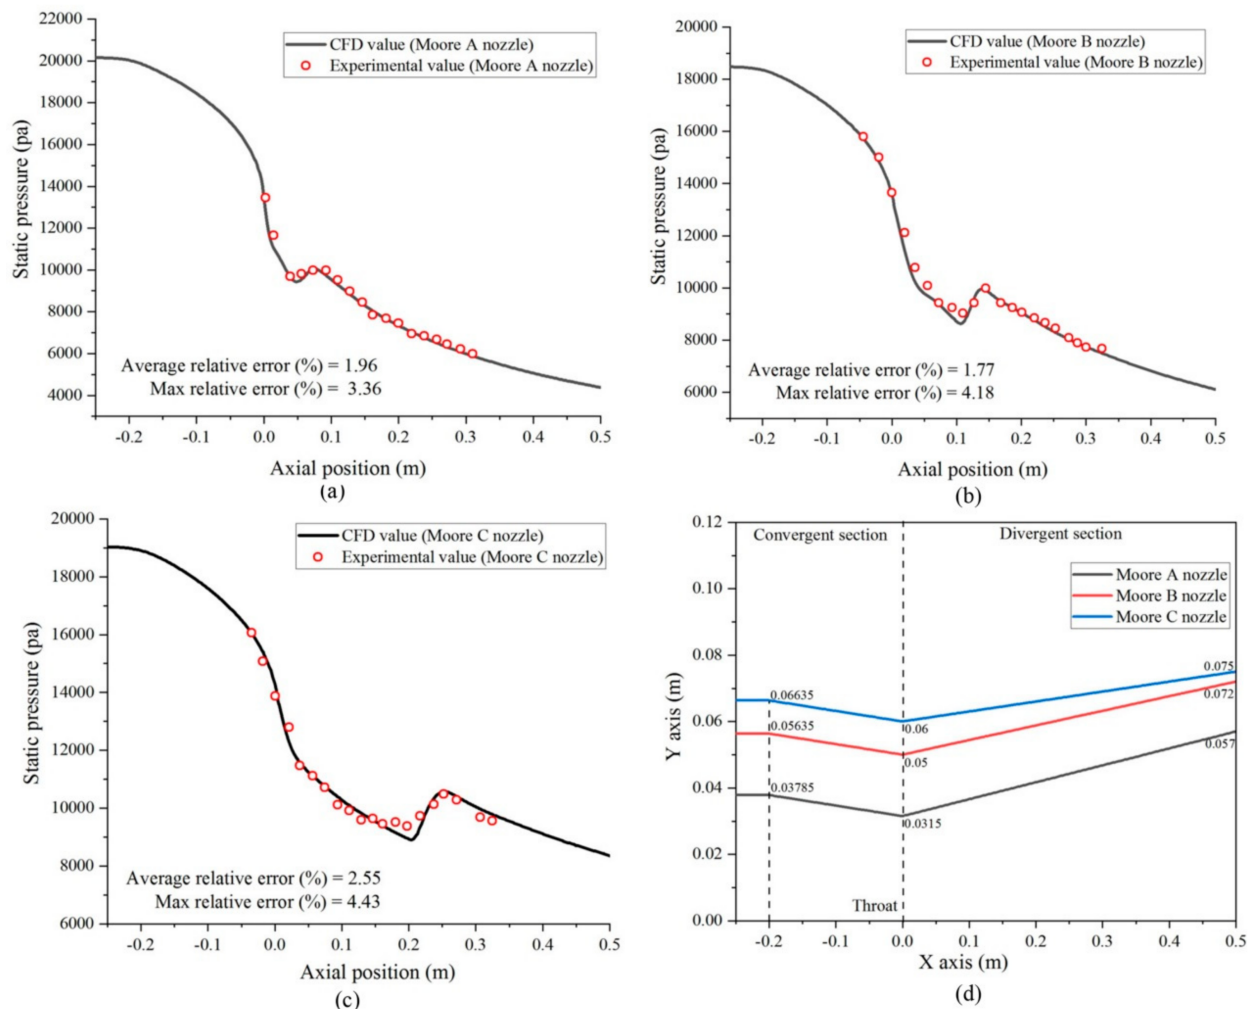 22000
20000
18000
16000
14000
12000
10000
8000
6000
4000
Static pressure (pa)
CFD value (Moore A nozzle)
Experimental value (Moore A nozzle)
Average relative error (%) = 1.96
Max relative error (%) = 3.36
-0.2 -0.1 0.0 0.1 0.2 0.3 0.4 0.5
Axial position (m)
(a)
20000
18000
16000
14000
12000
10000
8000
6000
Static pressure (pa)
CFD value (Moore B nozzle)
Experimental value (Moore B nozzle)
Average relative error (%) = 1.77
Max relative error (%) = 4.18
-0.2 -0.1 0.0 0.1 0.2 0.3 0.4 0.5
Axial position (m)
(b)
20000
18000
16000
14000
12000
10000
8000
6000
Static pressure (pa)
CFD value (Moore C nozzle)
Experimental value (Moore C nozzle)
Average relative error (%) = 2.55
Max relative error (%) = 4.43
-0.2 -0.1 0.0 0.1 0.2 0.3 0.4 0.5
Axial position (m)
(c)
0.12
0.10
0.08
0.06
0.04
0.02
0.00
Y axis (m)
Convergent section
Divergent section
Moore A nozzle
Moore B nozzle
Moore C nozzle
0.06635
0.06
0.075
0.05635
0.05
0.072
0.03785
0.0315
0.057
Throat
-0.2 -0.1 0.0 0.1 0.2 0.3 0.4 0.5
X axis (m)
(d)